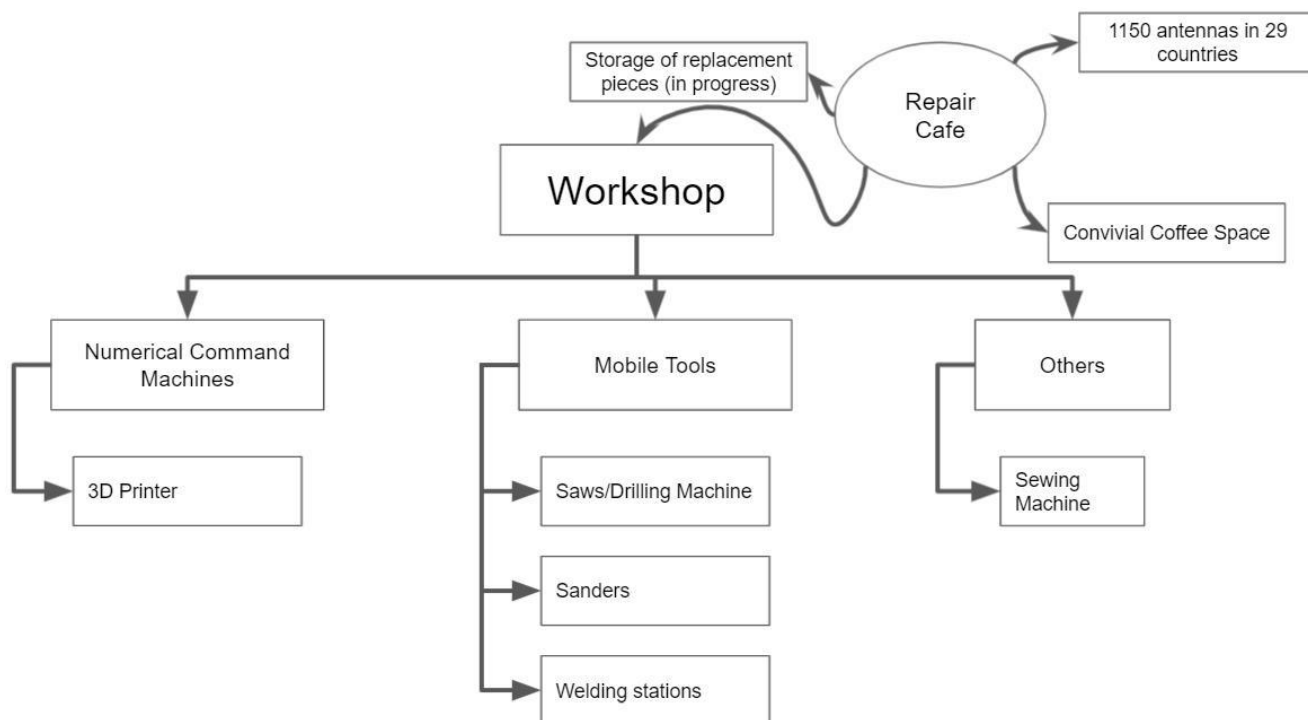 1150 antennas in 29
countries
Storage of replacement
pieces (in progress)
Repair
Cafe
Workshop
Convivial Coffee Space
Numerical Command
Machines
Mobile Tools
Others
3D Printer
Saws/Drilling Machine
Sewing
Machine
Sanders
Welding stations